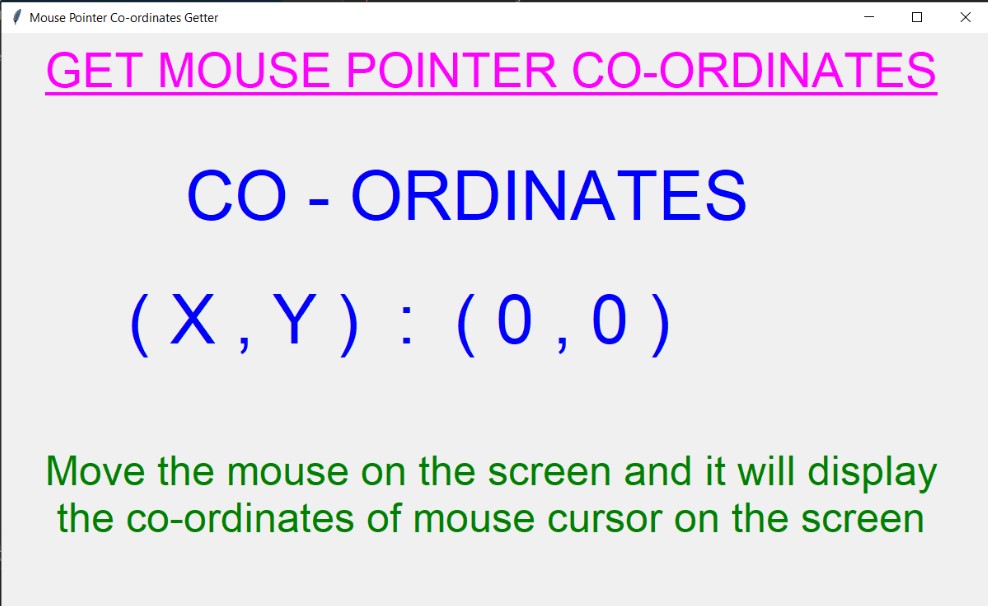 Mouse Pointer Co-ordinates Getter
GET MOUSE POINTER CO-ORDINATES
CO - ORDINATES
( X , Y ) : ( 0 , 0 )
Move the mouse on the screen and it will display
the co-ordinates of mouse cursor on the screen